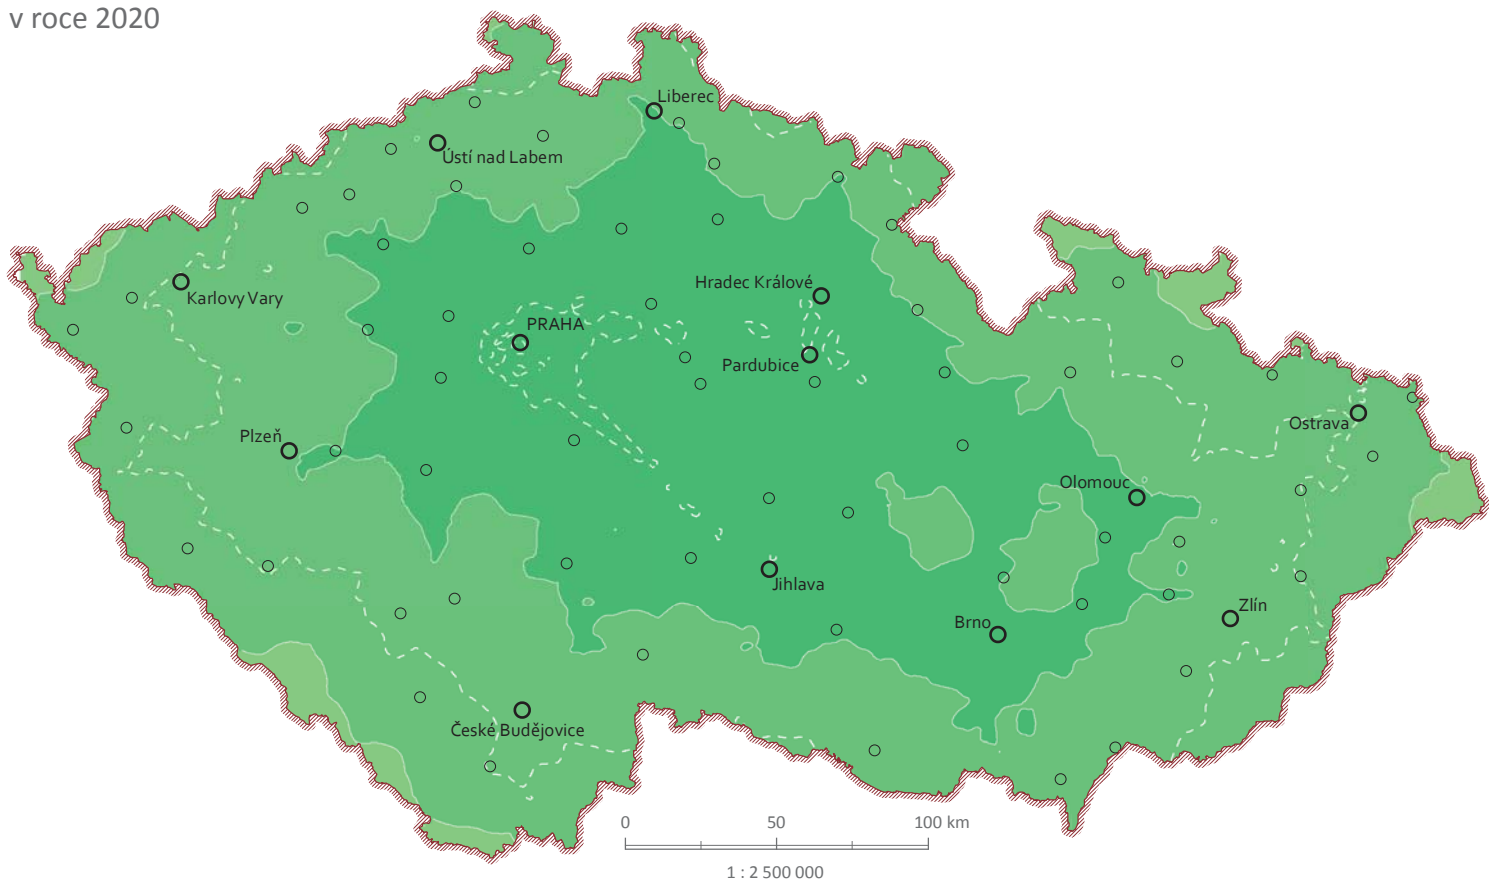 v roce 2020
Liberec
Ústí nad Labem
Karlovy Vary
Hradec Králové
PRAHA
Pardubice
Ostrava
Plzeň
Olomouc
Jihlava
Zlín
Brno
České Budějovice
0 50 100 km
1 : 2 500 000